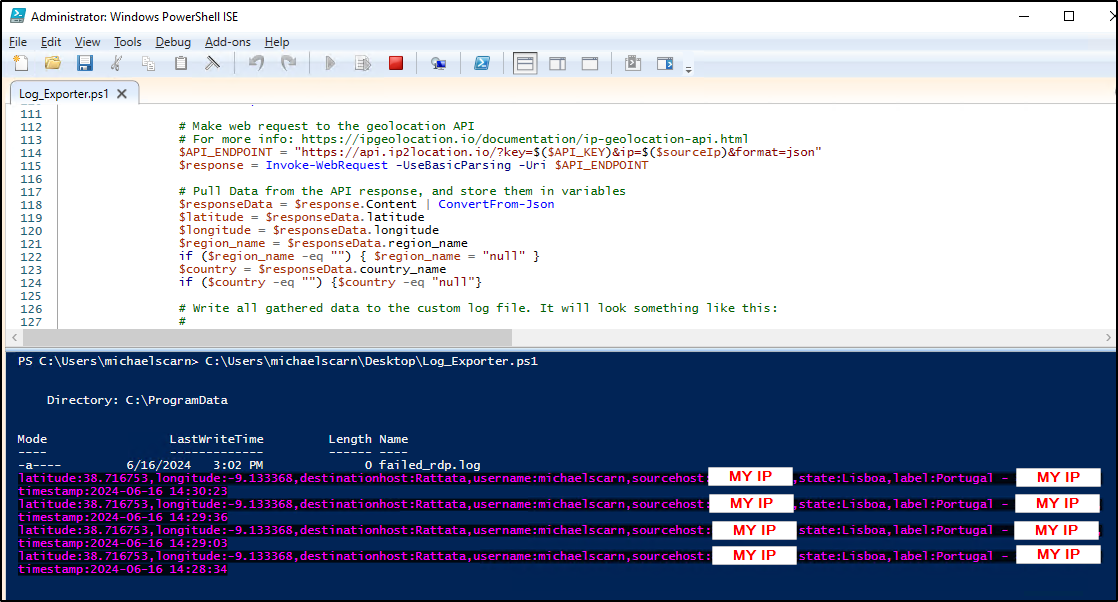 Administrator: Windows PowerShell ISE
File Edit View Tools Debug Add-ons Help
Log_Exporter.ps1
111
112 # Make web request to the geolocation API
113 # For more info: https://ipgeolocation.io/documentation/ip-geolocation-api.html
114 $API_ENDPOINT = "https://api.ip2location.io/?key=$($API_KEY)&ip=$($sourceIp)&format=json"
115 $response = Invoke-WebRequest -UseBasicParsing -Uri $API_ENDPOINT
116
117 # Pull Data from the API response, and store them in variables
118 $responseData = $response.Content | ConvertFrom-Json
119 $latitude = $responseData.latitude
120 $longitude = $responseData.longitude
121 $region_name = $responseData.region_name
122 if ($region_name -eq "") { $region_name = "null" }
123 $country = $responseData.country_name
124 if ($country -eq "") {$country -eq "null"}
125
126 # Write all gathered data to the custom log file. It will look something like this:
127 #
PS C:\Users\michaelscarn> C:\Users\michaelscarn\Desktop\Log_Exporter.ps1
Directory: C:\ProgramData
Mode LastWriteTime Length Name
---- ------------- ------ ----
-a---- 6/16/2024 3:02 PM 0 failed_rdp.log
latitude:38.716753,longitude:-9.133368,destinationhost:Rattata,username:michaelscarn,sourcehost: MY IP ,state:Lisboa,label:Portugal - MY IP
timestamp:2024-06-16 14:30:23
latitude:38.716753,longitude:-9.133368,destinationhost:Rattata,username:michaelscarn,sourcehost: MY IP ,state:Lisboa,label:Portugal - MY IP
timestamp:2024-06-16 14:29:36
latitude:38.716753,longitude:-9.133368,destinationhost:Rattata,username:michaelscarn,sourcehost: MY IP ,state:Lisboa,label:Portugal - MY IP
timestamp:2024-06-16 14:29:03
latitude:38.716753,longitude:-9.133368,destinationhost:Rattata,username:michaelscarn,sourcehost: MY IP ,state:Lisboa,label:Portugal - MY IP
timestamp:2024-06-16 14:28:34